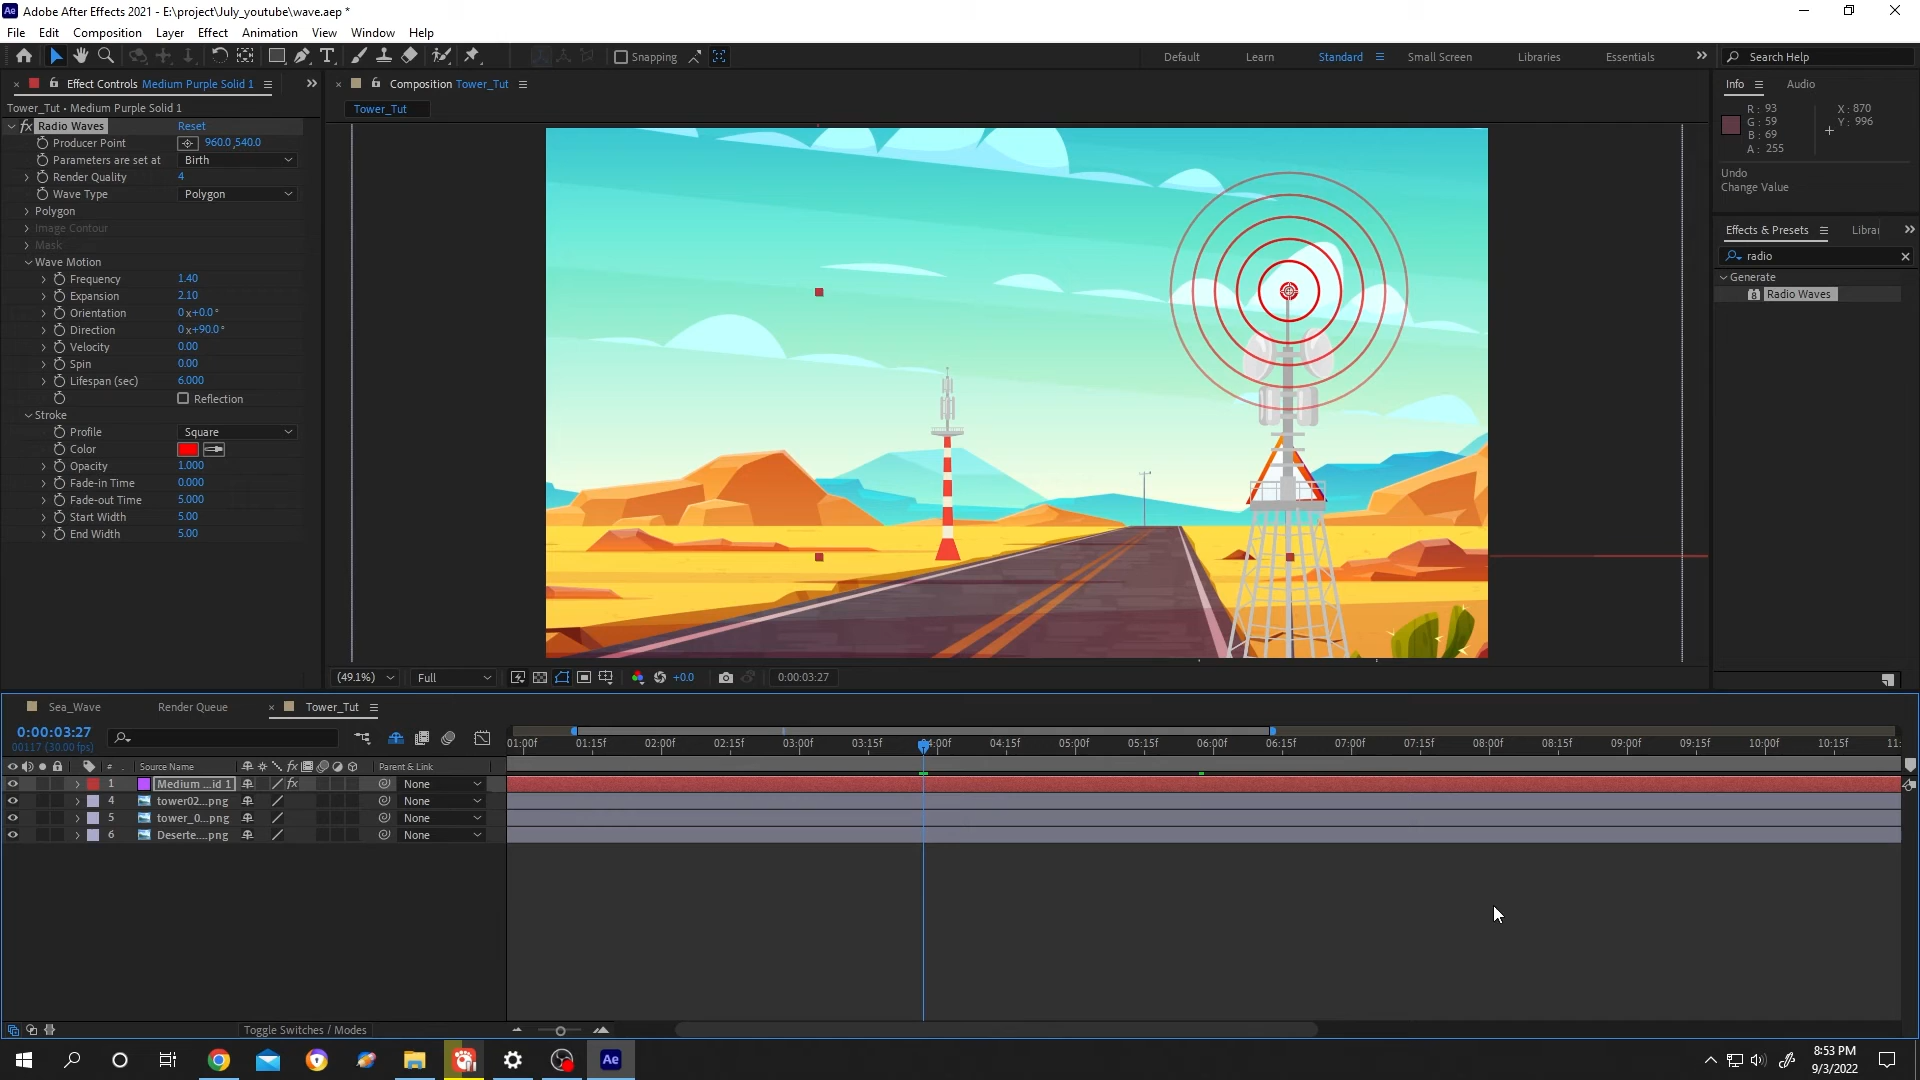 Adobe After Effects 2021 - E:\project\July_youtube\wave.aep *
File Edit Composition Layer Effect Animation View Window Help
Snapping
Default Learn Standard Small Screen Libraries Essentials
Search Help
Effect Controls Medium Purple Solid 1
Composition Tower_Tut
Tower_Tut
Tower_Tut • Medium Purple Solid 1
fx Radio Waves Reset
Producer Point 960.0,540.0
Parameters are set at Birth
Render Quality 4
Wave Type Polygon
Polygon
Image Contour
Mask
Wave Motion
Frequency 1.40
Expansion 2.10
Orientation 0x+0.0°
Direction 0x+90.0°
Velocity 0.00
Spin 0.00
Lifespan (sec) 6.000
Reflection
Stroke
Profile Square
Color
Opacity 1.000
Fade-in Time 0.000
Fade-out Time 5.000
Start Width 5.00
End Width 5.00
(49.1%) Full +0.0 0:00:03:27
Info Audio
R: 93 X: 870
G: 59 Y: 996
B: 69
A: 255
Undo
Change Value
Effects & Presets Librar
radio
Generate
Radio Waves
Sea_Wave Render Queue Tower_Tut
0:00:03:27
00117 (30.00 fps)
01:00f 01:15f 02:00f 02:15f 03:00f 03:15f 04:00f 04:15f 05:00f 05:15f 06:00f 06:15f 07:00f 07:15f 08:00f 08:15f 09:00f 09:15f 10:00f 10:15f 11:
# Source Name fx Parent & Link
1 Medium ...id 1 fx None
4 tower02...png None
5 tower_0...png None
6 Deserte....png None
Toggle Switches / Modes
Ae
8:53 PM
9/3/2022